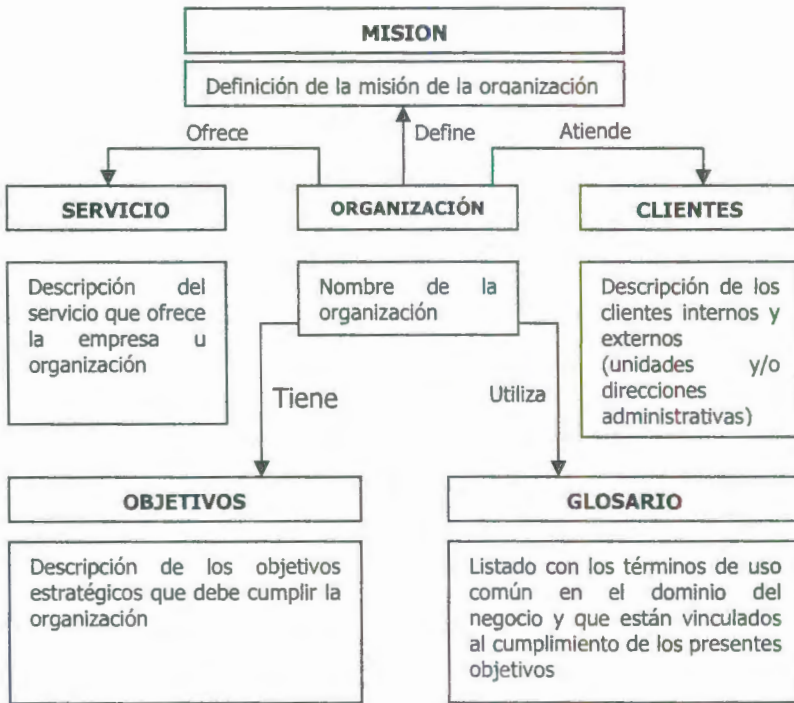 MISION
Definición de la misión de la organización
Ofrece
Define
Atiende
SERVICIO
ORGANIZACIÓN
CLIENTES
Descripción del
servicio que ofrece
la empresa u
organización
Nombre de la
organización
Descripción de los
clientes internos y
externos
(unidades y/o
direcciones
administrativas)
Tiene
Utiliza
OBJETIVOS
GLOSARIO
Descripción de los objetivos
estratégicos que debe cumplir la
organización
Listado con los términos de uso
común en el dominio del
negocio y que están vinculados
al cumplimiento de los presentes
objetivos